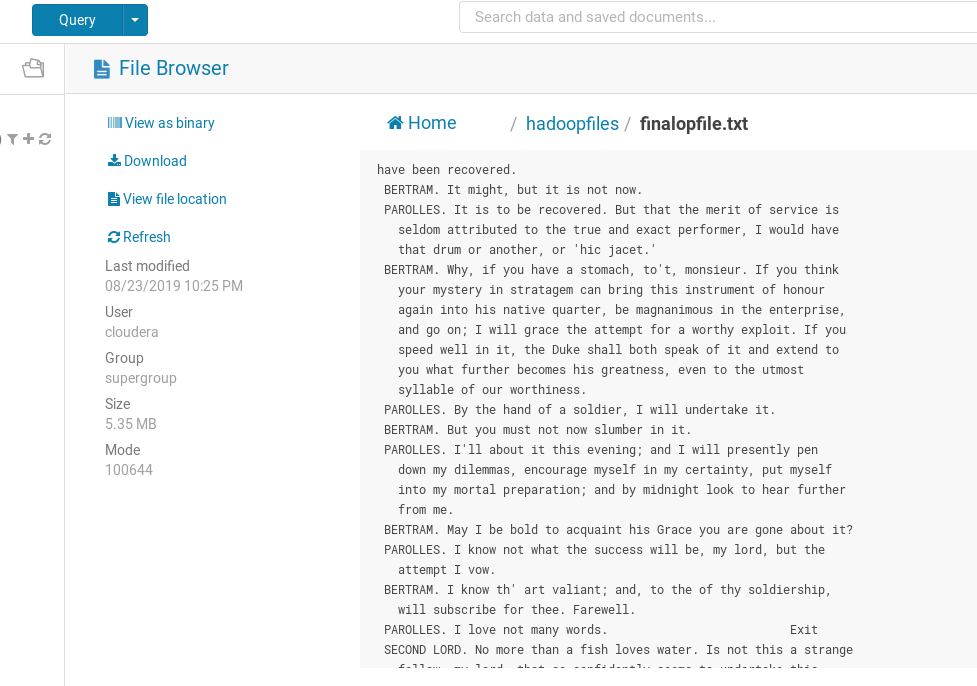 Query
Search data and saved documents...
File Browser
View as binary
Download
View file location
Refresh
Last modified
08/23/2019 10:25 PM
User
cloudera
Group
supergroup
Size
5.35 MB
Mode
100644
Home / hadoopfiles / finalopfile.txt
have been recovered.
BERTRAM. It might, but it is not now.
PAROLLES. It is to be recovered. But that the merit of service is
seldom attributed to the true and exact performer, I would have
that drum or another, or 'hic jacet.'
BERTRAM. Why, if you have a stomach, to't, monsieur. If you think
your mystery in stratagem can bring this instrument of honour
again into his native quarter, be magnanimous in the enterprise,
and go on; I will grace the attempt for a worthy exploit. If you
speed well in it, the Duke shall both speak of it and extend to
you what further becomes his greatness, even to the utmost
syllable of our worthiness.
PAROLLES. By the hand of a soldier, I will undertake it.
BERTRAM. But you must not now slumber in it.
PAROLLES. I'll about it this evening; and I will presently pen
down my dilemmas, encourage myself in my certainty, put myself
into my mortal preparation; and by midnight look to hear further
from me.
BERTRAM. May I be bold to acquaint his Grace you are gone about it?
PAROLLES. I know not what the success will be, my lord, but the
attempt I vow.
BERTRAM. I know th' art valiant; and, to the of thy soldiership,
will subscribe for thee. Farewell.
PAROLLES. I love not many words. Exit
SECOND LORD. No more than a fish loves water. Is not this a strange